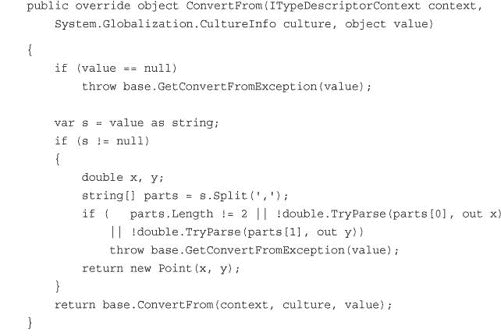 public override object ConvertFrom(ITypeDescriptorContext context,
System.Globalization.CultureInfo culture, object value)
{
if (value == null)
throw base.GetConvertFromException(value);
var s = value as string;
if (s != null)
{
double x, y;
string[] parts = s.Split(',');
if ( parts.Length != 2 || !double.TryParse(parts[0], out x)
|| !double.TryParse(parts[1], out y))
throw base.GetConvertFromException(value);
return new Point(x, y);
}
return base.ConvertFrom(context, culture, value);
}